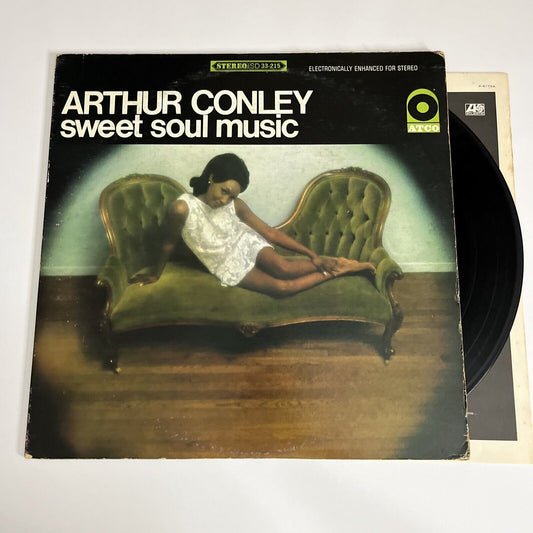 STEREO SD 33-215
ELECTRONICALLY ENHANCED FOR STEREO
ARTHUR CONLEY
sweet soul music
ATCO